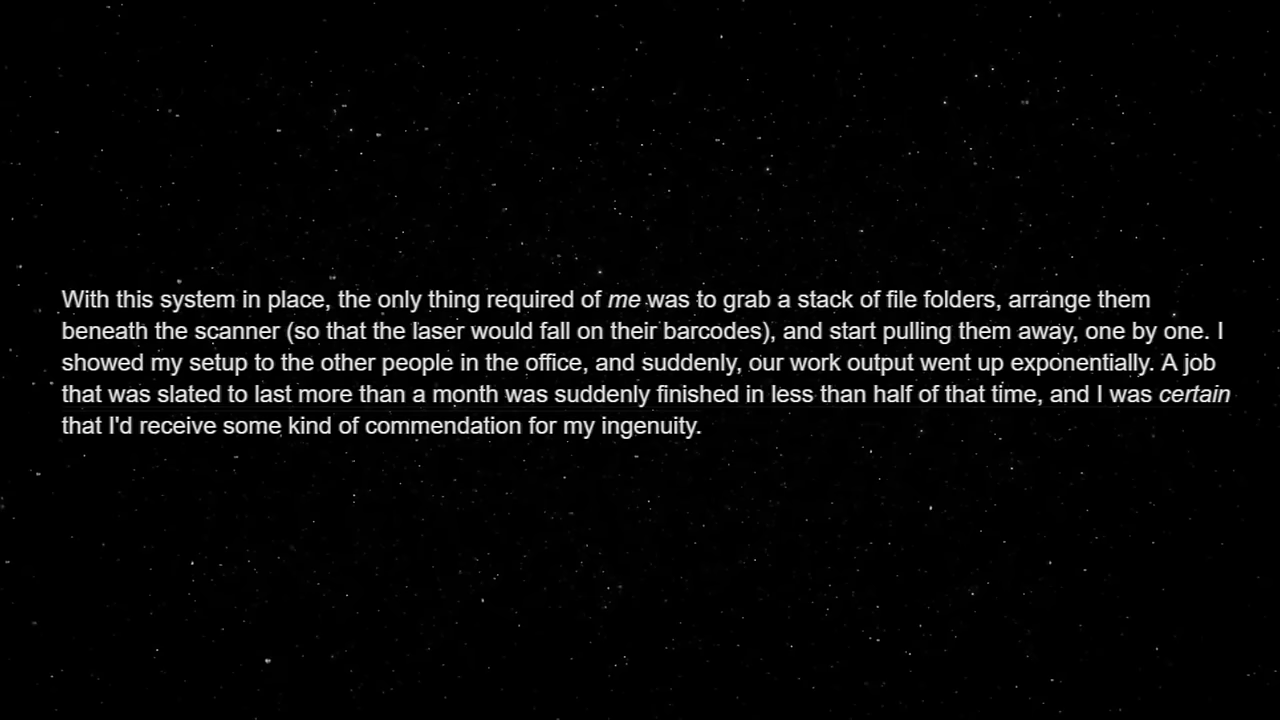 With this system in place, the only thing required of me was to grab a stack of file folders, arrange them
beneath the scanner (so that the laser would fall on their barcodes), and start pulling them away, one by one. I
showed my setup to the other people in the office, and suddenly, our work output went up exponentially. A job
that was slated to last more than a month was suddenly finished in less than half of that time, and I was certain
that I'd receive some kind of commendation for my ingenuity.